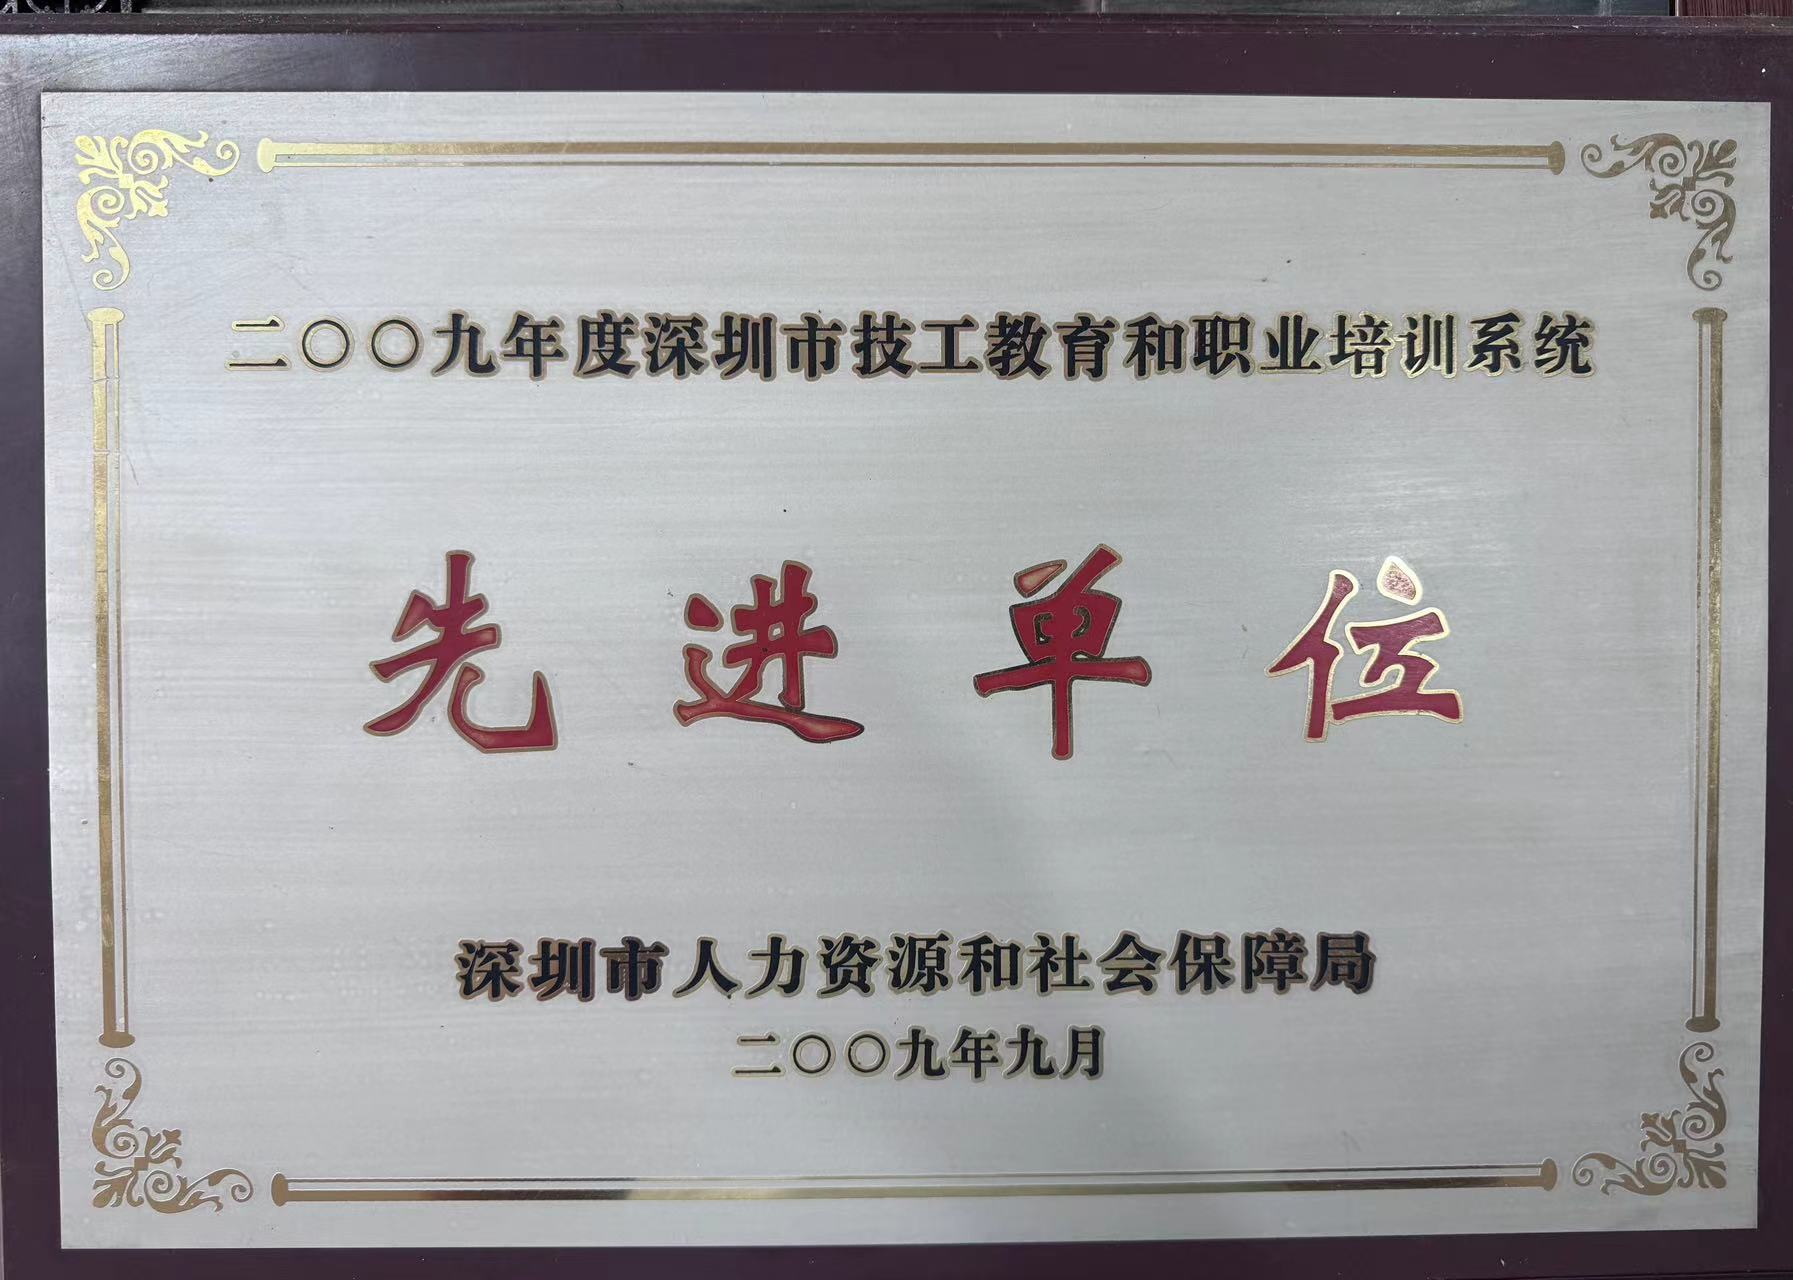 二〇〇九年度深圳市技工教育和职业培训系统
先进单位
深圳市人力资源和社会保障局
二〇〇九年九月